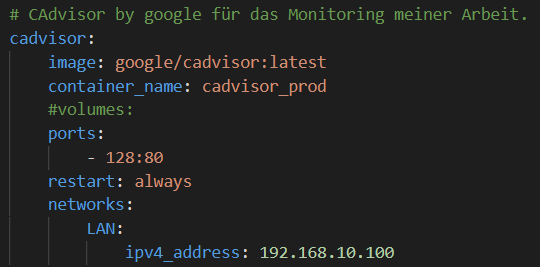 # CAdvisor by google für das Monitoring meiner Arbeit.
cadvisor:
    image: google/cadvisor:latest
    container_name: cadvisor_prod
    #volumes:
    ports:
        - 128:80
    restart: always
    networks:
        LAN:
            ipv4_address: 192.168.10.100